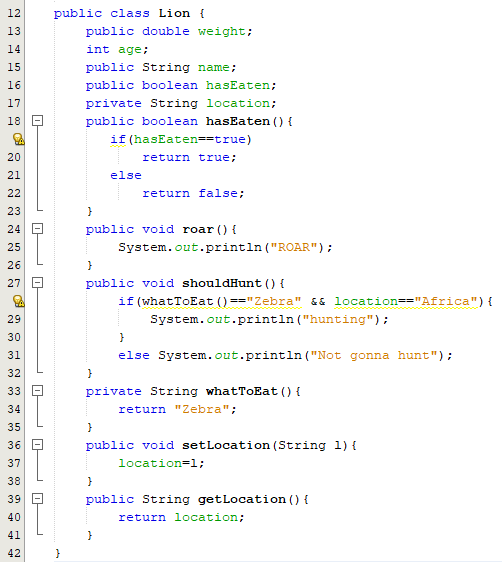 12 public class Lion {
13 public double weight;
14 int age;
15 public String name;
16 public boolean hasEaten;
17 private String location;
18 public boolean hasEaten(){
if(hasEaten==true)
20 return true;
21 else
22 return false;
23 }
24 public void roar(){
25 System.out.println("ROAR");
26 }
27 public void shouldHunt(){
if(whatToEat()=="Zebra" && location=="Africa"){
29 System.out.println("hunting");
30 }
31 else System.out.println("Not gonna hunt");
32 }
33 private String whatToEat(){
34 return "Zebra";
35 }
36 public void setLocation(String l){
37 location=l;
38 }
39 public String getLocation(){
40 return location;
41 }
42 }